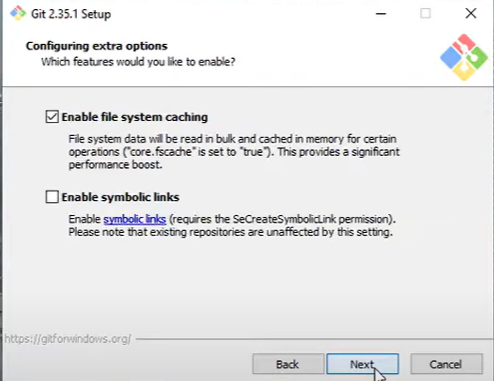 Git 2.35.1 Setup
Configuring extra options
Which features would you like to enable?
Enable file system caching
File system data will be read in bulk and cached in memory for certain
operations ("core.fscache" is set to "true"). This provides a significant
performance boost.
Enable symbolic links
Enable symbolic links (requires the SeCreateSymbolicLink permission).
Please note that existing repositories are unaffected by this setting.
https://gitforwindows.org/
Back Next Cancel